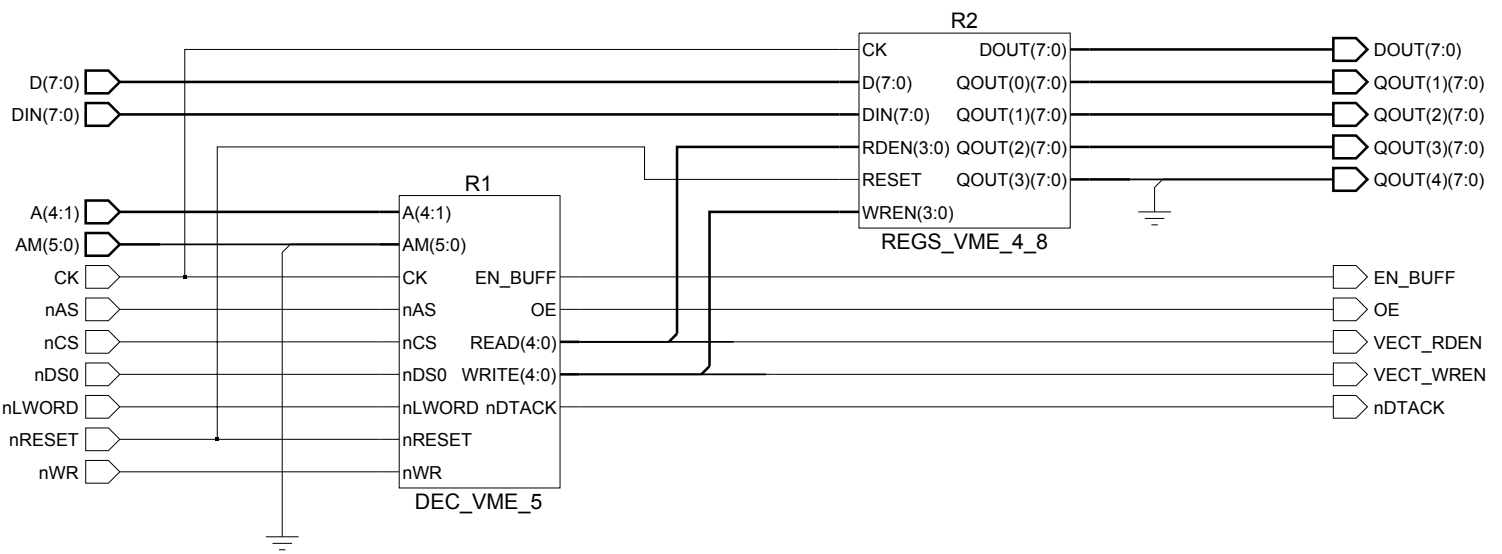 R2
CK DOUT(7:0) DOUT(7:0)
D(7:0) D(7:0) QOUT(0)(7:0) QOUT(1)(7:0)
DIN(7:0) DIN(7:0) QOUT(1)(7:0) QOUT(2)(7:0)
RDEN(3:0) QOUT(2)(7:0) QOUT(3)(7:0)
R1 RESET QOUT(3)(7:0) QOUT(4)(7:0)
A(4:1) A(4:1) WREN(3:0)
AM(5:0) AM(5:0) REGS_VME_4_8
CK CK EN_BUFF EN_BUFF
nAS nAS OE OE
nCS nCS READ(4:0) VECT_RDEN
nDS0 nDS0 WRITE(4:0) VECT_WREN
nLWORD nLWORD nDTACK nDTACK
nRESET nRESET
nWR nWR
DEC_VME_5